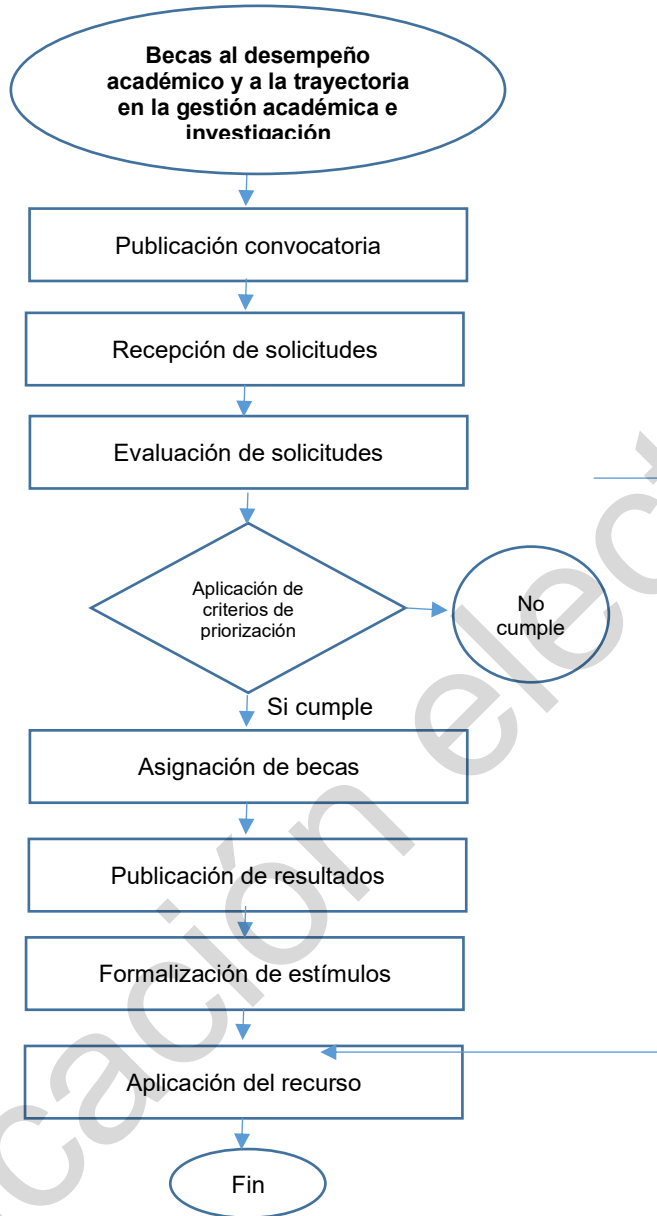 Becas al desempeño
académico y a la trayectoria
en la gestión académica e
investigación
Publicación convocatoria
Recepción de solicitudes
Evaluación de solicitudes
Aplicación de
criterios de
priorización
No
cumple
Si cumple
Asignación de becas
Publicación de resultados
Formalización de estímulos
Aplicación del recurso
Fin
cación elect